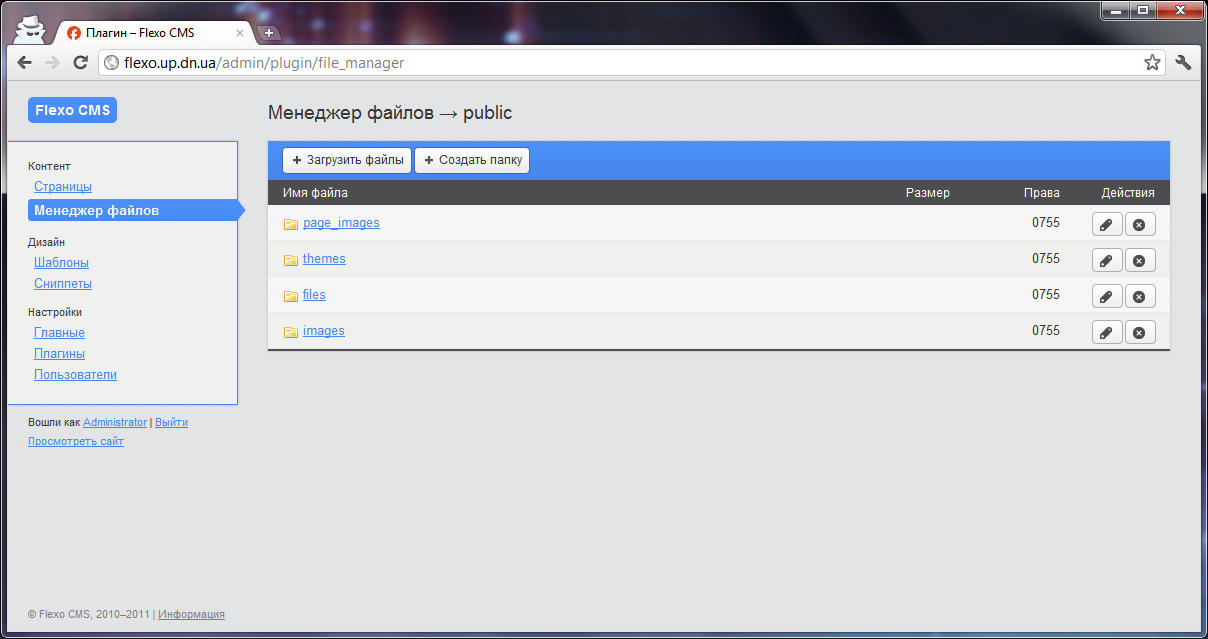 Плагин – Flexo CMS
flexo.up.dn.ua/admin/plugin/file_manager
Flexo CMS
Менеджер файлов → public
Контент
Страницы
Менеджер файлов
Дизайн
Шаблоны
Сниппеты
Настройки
Главные
Плагины
Пользователи
Вошли как Administrator | Выйти
Просмотреть сайт
+ Загрузить файлы + Создать папку
Имя файла Размер Права Действия
page_images 0755
themes 0755
files 0755
images 0755
© Flexo CMS, 2010–2011 | Информация